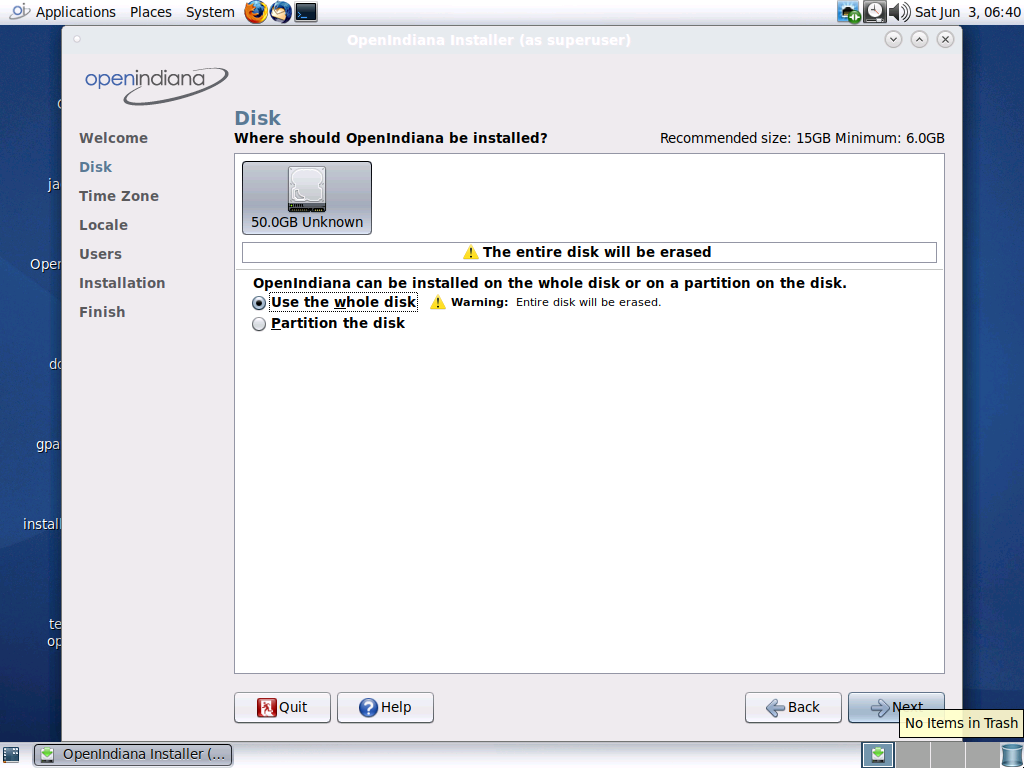 Applications Places System Sat Jun 3, 06:40
OpenIndiana Installer (as superuser)
openindiana
Disk
Where should OpenIndiana be installed? Recommended size: 15GB Minimum: 6.0GB
Welcome
Disk
Time Zone
Locale
Users
Installation
Finish
50.0GB Unknown
The entire disk will be erased
OpenIndiana can be installed on the whole disk or on a partition on the disk.
Use the whole disk Warning: Entire disk will be erased.
Partition the disk
ja
Open
gpa
install
te
op
Quit Help Back Next
No Items in Trash
OpenIndiana Installer (...